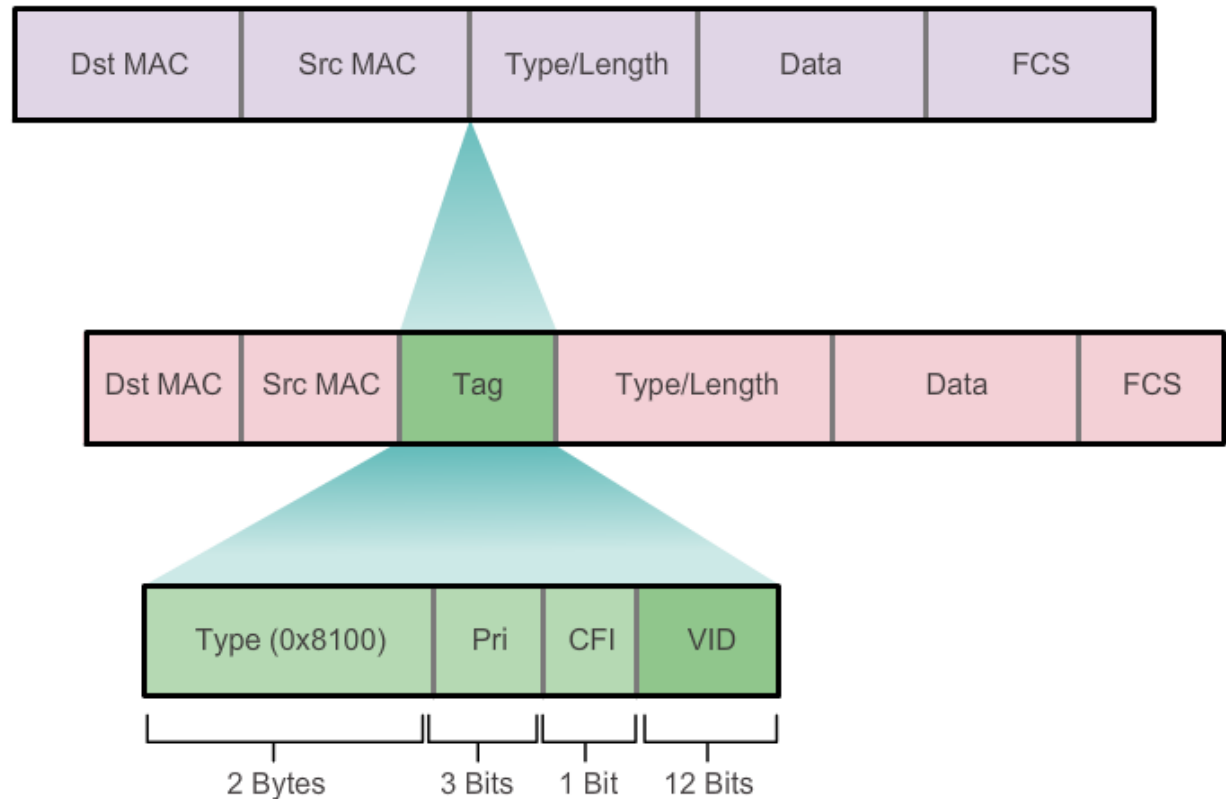 Dst MAC Src MAC Type/Length Data FCS
Dst MAC Src MAC Tag Type/Length Data FCS
Type (0x8100) Pri CFI VID
2 Bytes 3 Bits 1 Bit 12 Bits